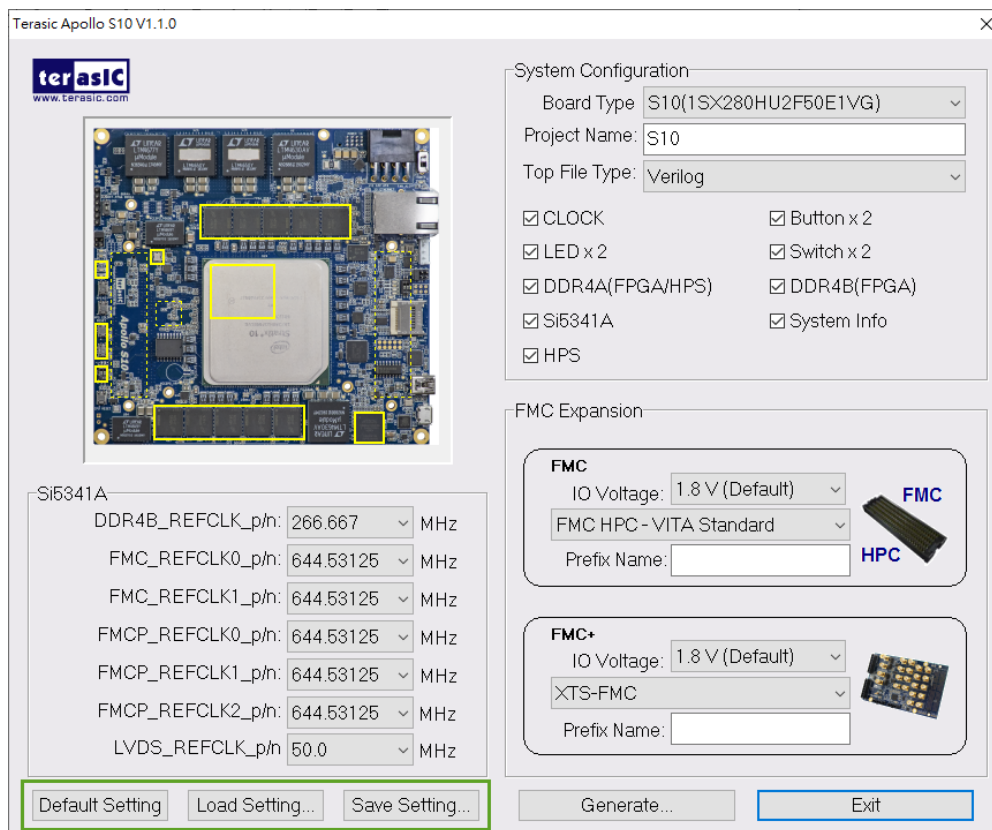 Terasic Apollo S10 V1.1.0
terasIC
www.terasic.com
Apollo S10
Stratix® 10
System Configuration
Board Type S10(1SX280HU2F50E1VG)
Project Name: S10
Top File Type: Verilog
CLOCK Button x 2
LED x 2 Switch x 2
DDR4A(FPGA/HPS) DDR4B(FPGA)
Si5341A System Info
HPS
Si5341A
DDR4B_REFCLK_p/n: 266.667 MHz
FMC_REFCLK0_p/n: 644.53125 MHz
FMC_REFCLK1_p/n: 644.53125 MHz
FMCP_REFCLK0_p/n: 644.53125 MHz
FMCP_REFCLK1_p/n: 644.53125 MHz
FMCP_REFCLK2_p/n: 644.53125 MHz
LVDS_REFCLK_p/n 50.0 MHz
FMC Expansion
FMC
IO Voltage: 1.8 V (Default)
FMC HPC - VITA Standard
Prefix Name:
FMC
HPC
FMC+
IO Voltage: 1.8 V (Default)
XTS-FMC
Prefix Name:
Default Setting Load Setting... Save Setting... Generate... Exit